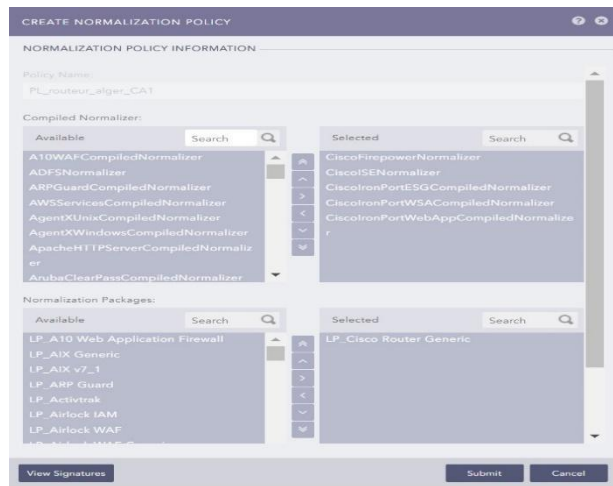 CREATE NORMALIZATION POLICY
NORMALIZATION POLICY INFORMATION
Policy Name:
PL_routeur_alger_CA1
Compiled Normalizer:
Available
Search
A10WAFCompiledNormalizer
ADFSNormalizer
ARPGuardCompiledNormalizer
AWSServicesCompiledNormalizer
AgentXUnixCompiledNormalizer
AgentXWindowsCompiledNormalizer
ApacheHTTPServerCompiledNormaliz
er
ArubaClearPassCompiledNormalizer
Selected
Search
CiscoFirepowerNormalizer
CiscoISENormalizer
CiscoIronPortESGCompiledNormalizer
CiscoIronPortWSACompiledNormalizer
CiscoIronPortWebAppCompiledNormalize
r
Normalization Packages:
Available
Search
LP_A10 Web Application Firewall
LP_AIX Generic
LP_AIX v7_1
LP_ARP Guard
LP_Activtrak
LP_Airlock IAM
LP_Airlock WAF
Selected
Search
LP_Cisco Router Generic
View Signatures
Submit
Cancel